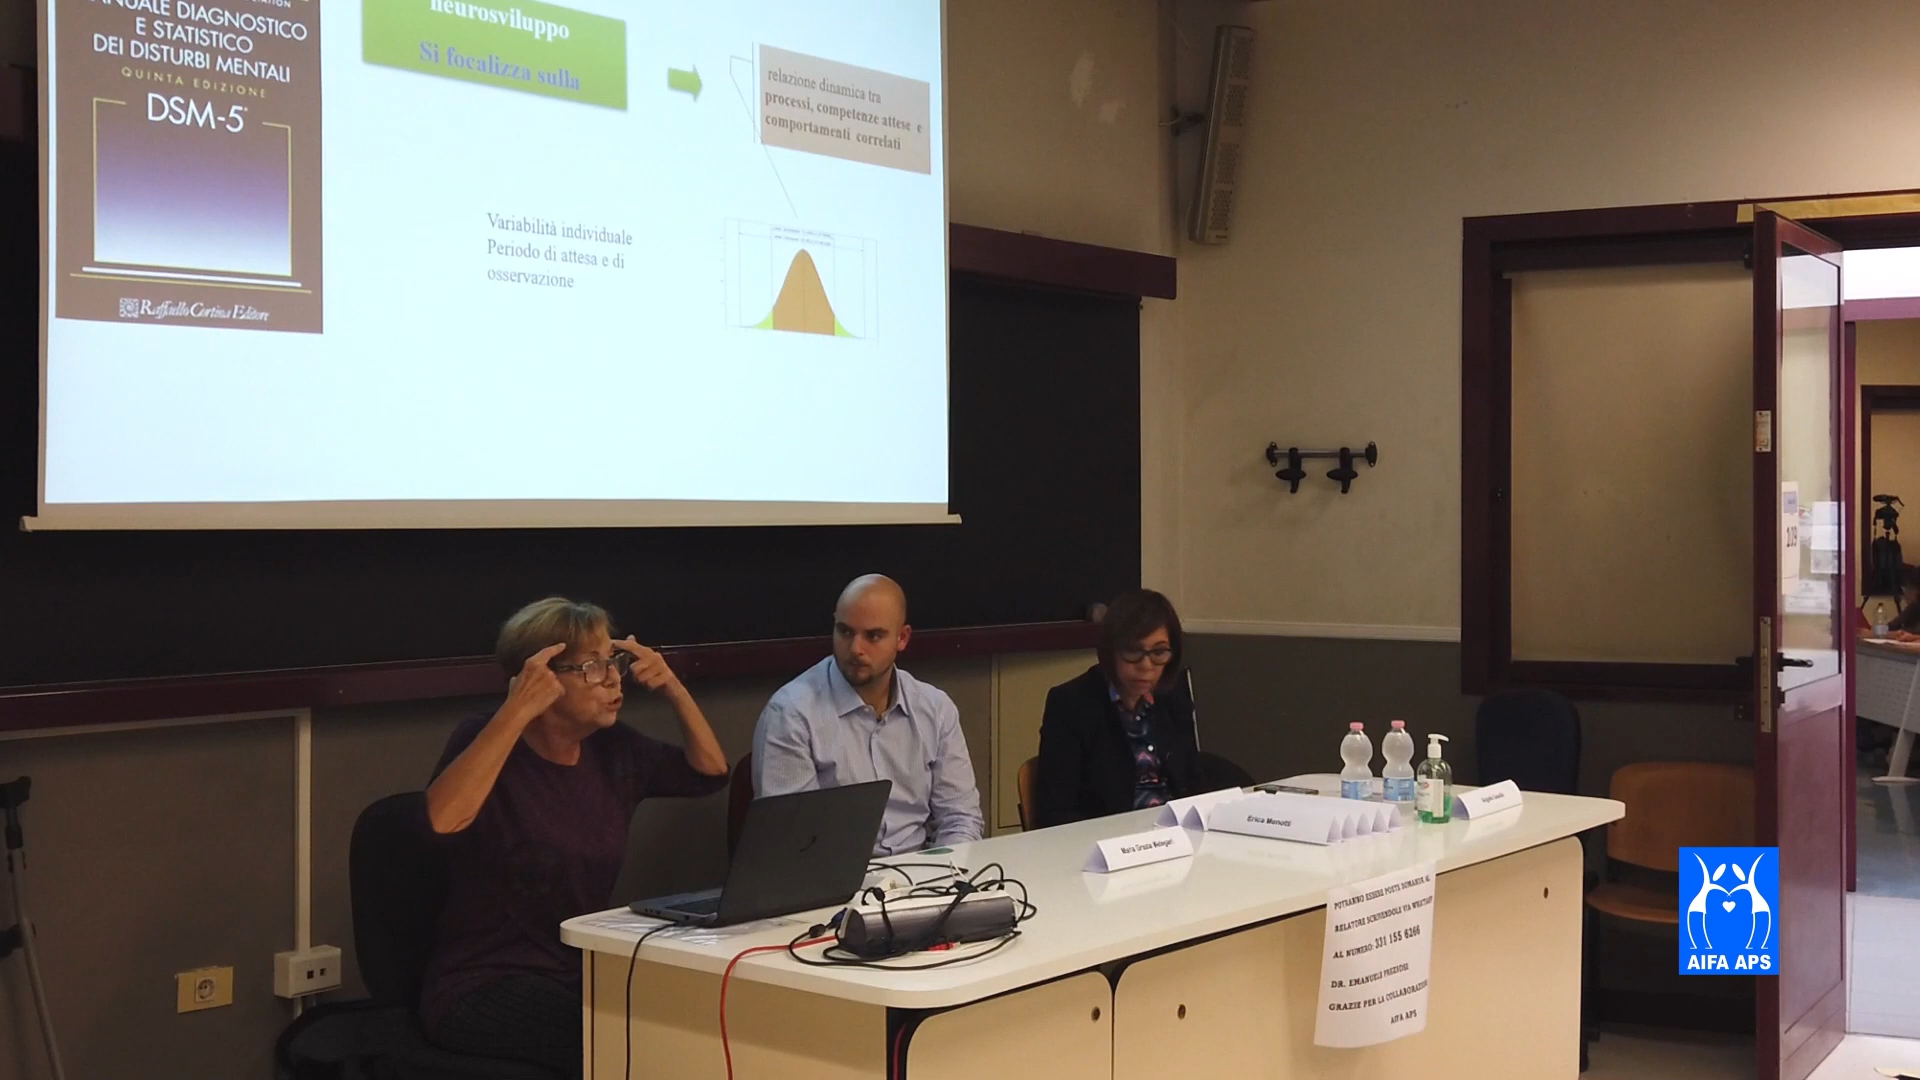 MANUALE DIAGNOSTICO
E STATISTICO
DEI DISTURBI MENTALI
QUINTA EDIZIONE
DSM-5
Raffaello Cortina Editore
neurosviluppo
Si focalizza sulla
relazione dinamica tra
processi, competenze attese e
comportamenti correlati
Variabilità individuale
Periodo di attesa e di
osservazione
Maria Grazia Melegari
Erica Menotti
POTRANNO ESSERE POSTE DOMANDE AL
RELATORE SCRIVENDOLE VIA WHATSAPP
AL NUMERO: 331 155 6266
DR. EMANUELE
GRAZIE PER LA COLLABORAZIONE
AIFA APS
AIFA APS